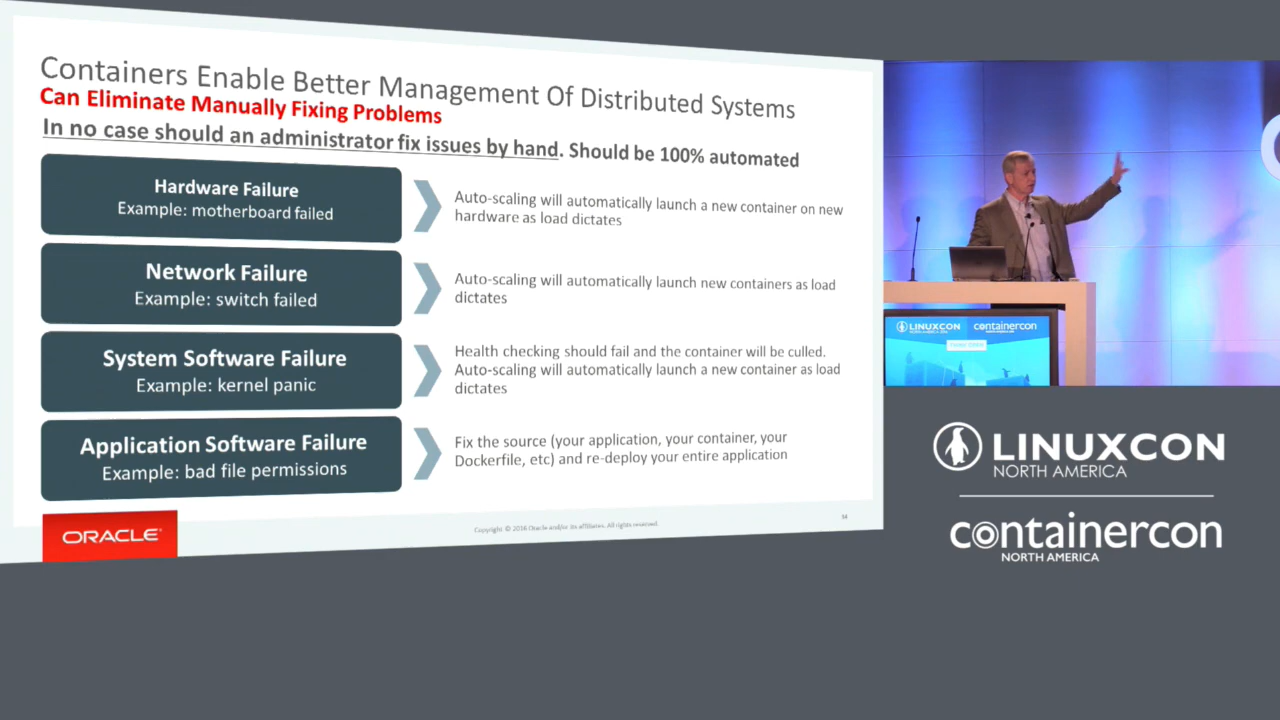 Containers Enable Better Management Of Distributed Systems
Can Eliminate Manually Fixing Problems
In no case should an administrator fix issues by hand. Should be 100% automated
Hardware Failure
Example: motherboard failed
Auto-scaling will automatically launch a new container on new
hardware as load dictates
Network Failure
Example: switch failed
Auto-scaling will automatically launch new containers as load
dictates
System Software Failure
Example: kernel panic
Health checking should fail and the container will be culled.
Auto-scaling will automatically launch a new container as load
dictates
Application Software Failure
Example: bad file permissions
Fix the source (your application, your container, your
Dockerfile, etc) and re-deploy your entire application
ORACLE
Copyright © 2016 Oracle and/or its affiliates. All rights reserved.
34
LINUXCON
containercon
LINUXCON
NORTH AMERICA
containercon
NORTH AMERICA